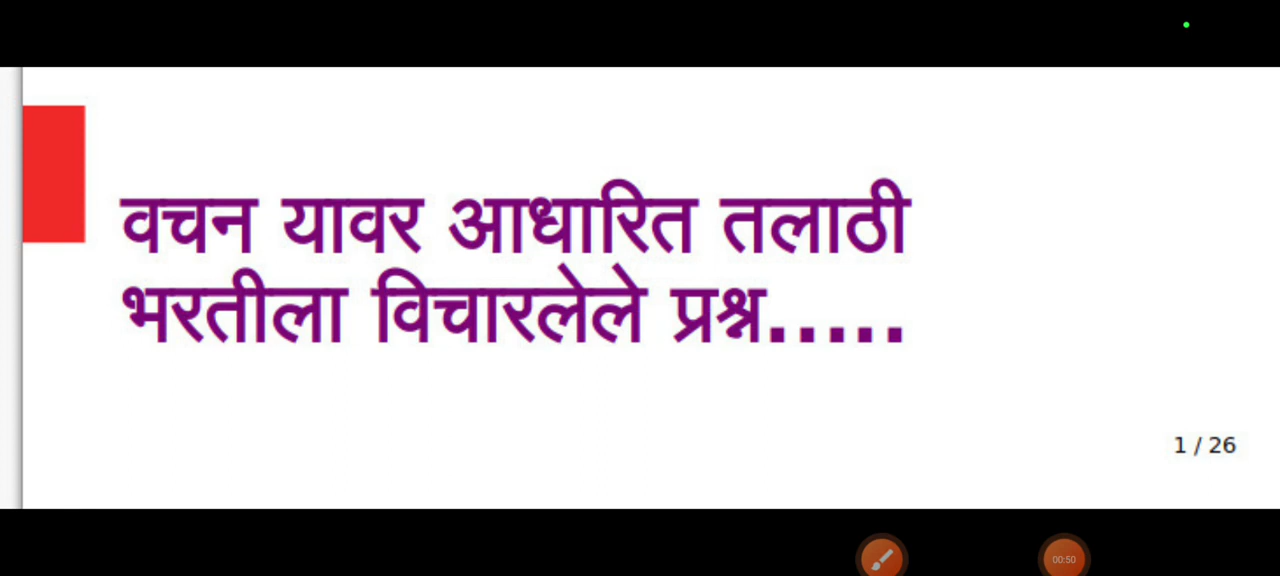 वचन यावर आधारित तलाठी
भरतीला विचारलेले प्रश्न.....
1 / 26
00:50